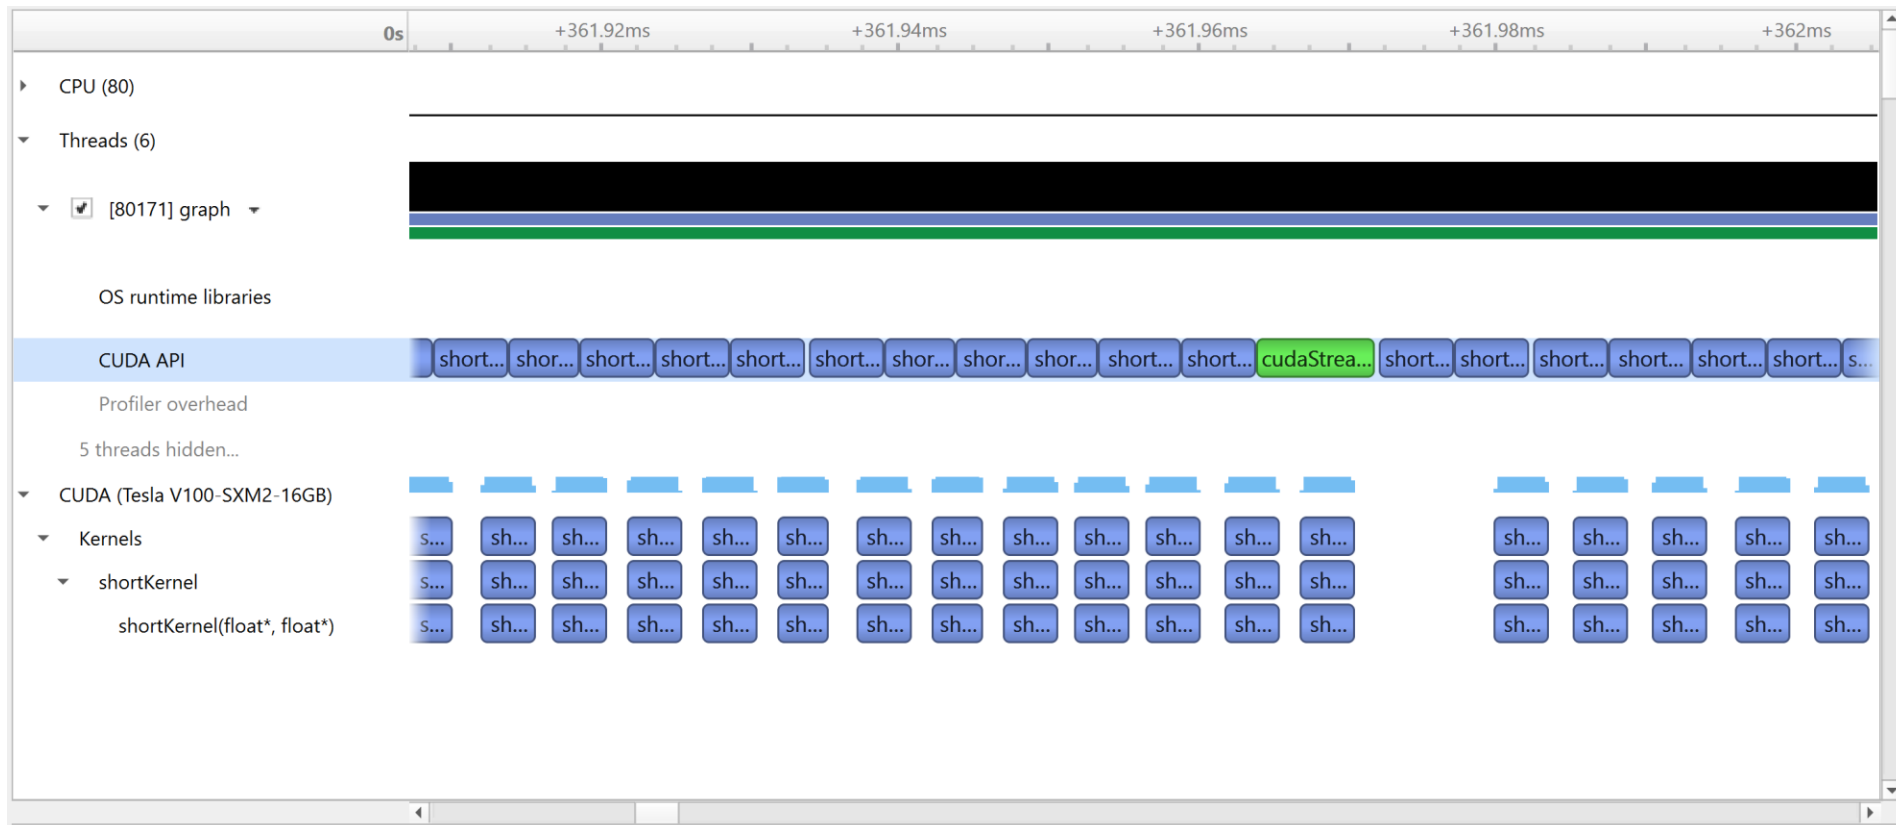 0s +361.92ms +361.94ms +361.96ms +361.98ms +362ms
CPU (80)
Threads (6)
[80171] graph
OS runtime libraries
CUDA API short... shor... short... short... short... short... shor... shor... shor... short... short... cudaStrea... short... short... short... short... short... short... s...
Profiler overhead
5 threads hidden...
CUDA (Tesla V100-SXM2-16GB)
Kernels s... sh... sh... sh... sh... sh... sh... sh... sh... sh... sh... sh... sh... sh... sh... sh... sh... sh...
shortKernel s... sh... sh... sh... sh... sh... sh... sh... sh... sh... sh... sh... sh... sh... sh... sh... sh... sh...
shortKernel(float*, float*) s... sh... sh... sh... sh... sh... sh... sh... sh... sh... sh... sh... sh... sh... sh... sh... sh... sh...